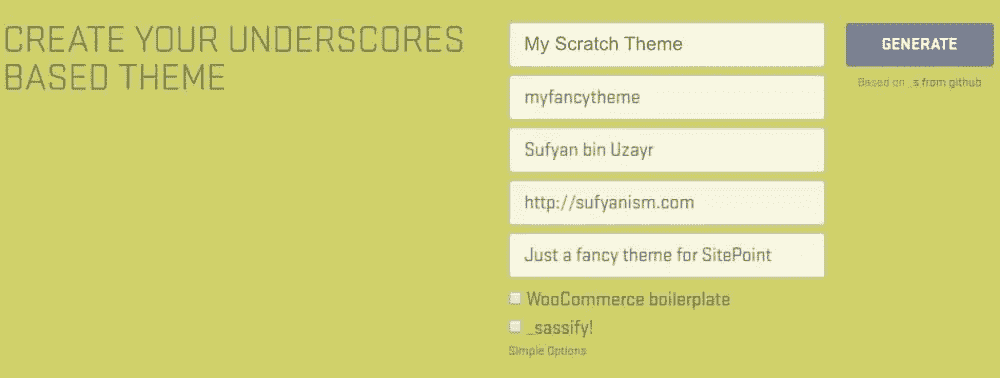 CREATE YOUR UNDERSCORES
BASED THEME
My Scratch Theme
myfancytheme
Sufyan bin Uzayr
http://sufyanism.com
Just a fancy theme for SitePoint
WooCommerce boilerplate
_sassify!
Simple Options
GENERATE
Based on _s from github